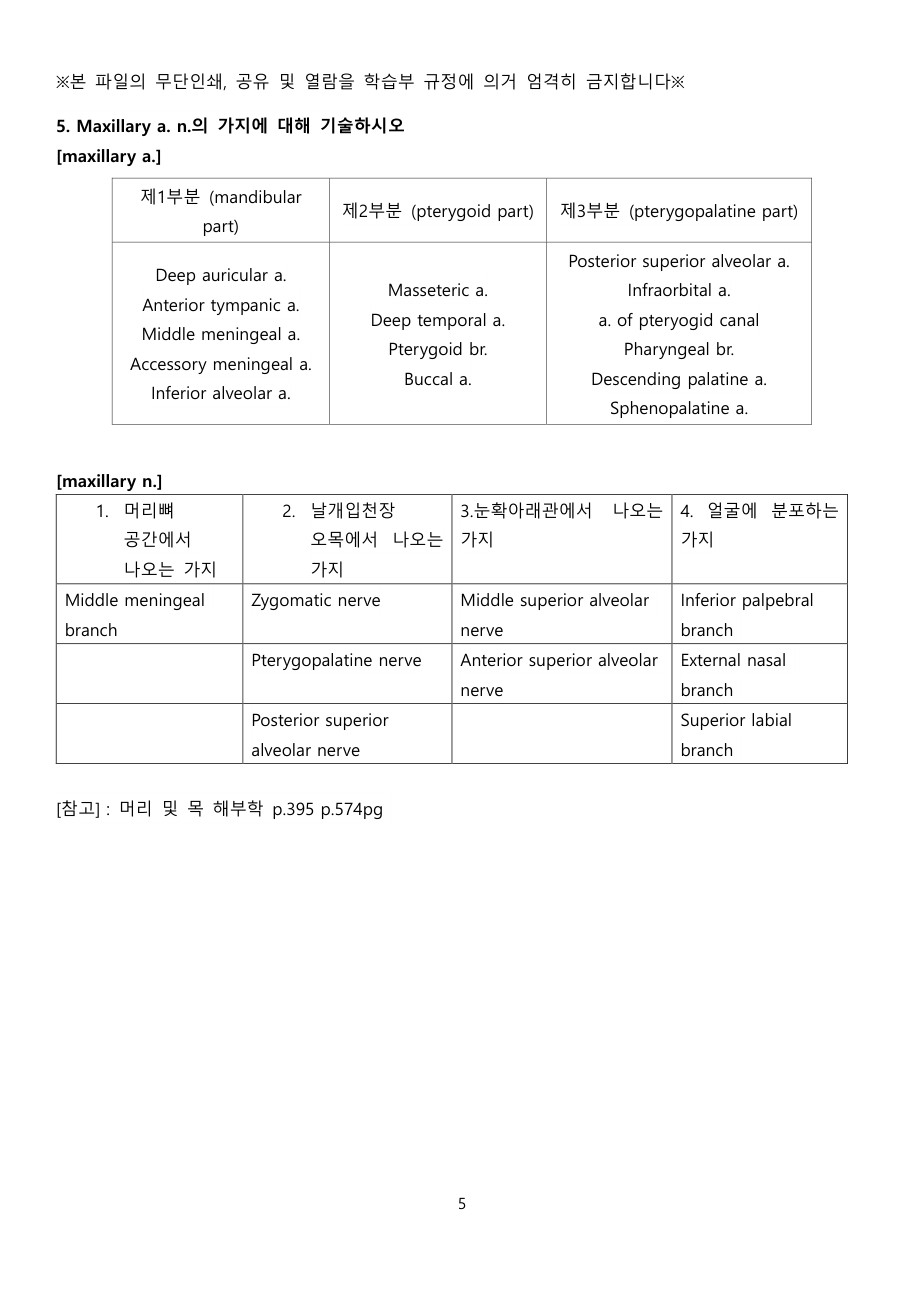 ※본 파일의 무단인쇄, 공유 및 열람을 학습부 규정에 의거 엄격히 금지합니다※
5. Maxillary a. n.의 가지에 대해 기술하시오
[maxillary a.]
제1부분 (mandibular
part)
제2부분 (pterygoid part)
제3부분 (pterygopalatine part)
Deep auricular a.
Anterior tympanic a.
Middle meningeal a.
Accessory meningeal a.
Inferior alveolar a.
Masseteric a.
Deep temporal a.
Pterygoid br.
Buccal a.
Posterior superior alveolar a.
Infraorbital a.
a. of pteryogid canal
Pharyngeal br.
Descending palatine a.
Sphenopalatine a.
[maxillary n.]
1. 머리뼈
공간에서
나오는 가지
2. 날개입천장
오목에서 나오는
가지
3.눈확아래관에서 나오는
가지
4. 얼굴에 분포하는
가지
Middle meningeal
branch
Zygomatic nerve
Middle superior alveolar
nerve
Inferior palpebral
branch
Pterygopalatine nerve
Anterior superior alveolar
nerve
External nasal
branch
Posterior superior
alveolar nerve
Superior labial
branch
[참고] : 머리 및 목 해부학 p.395 p.574pg
5